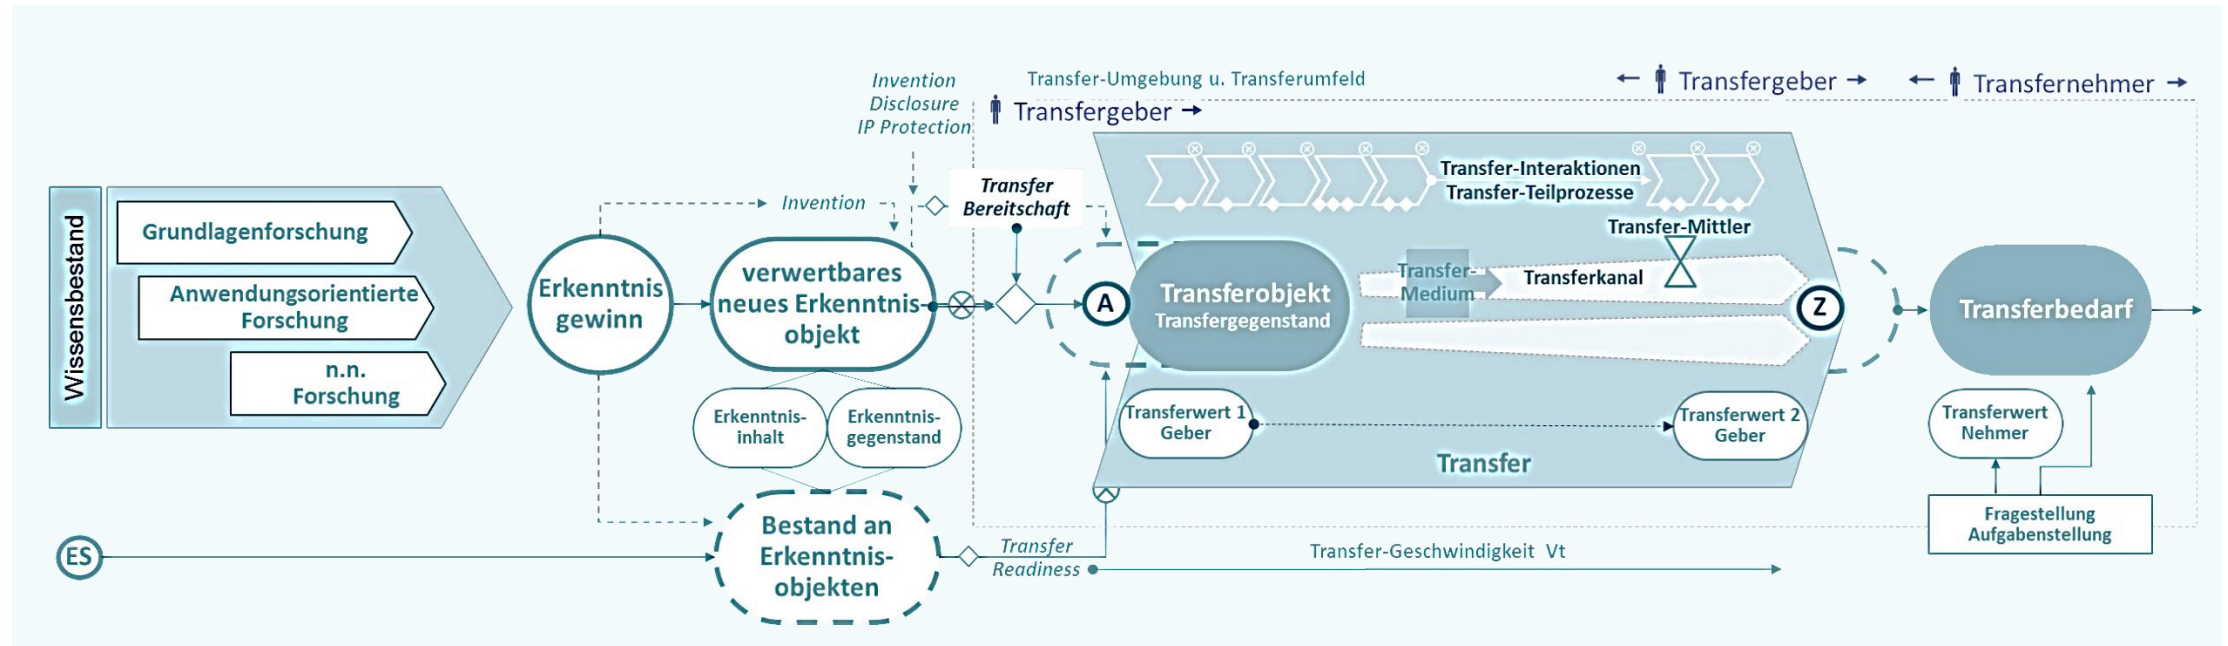 Wissensbestand
Grundlagenforschung
Anwendungsorientierte
Forschung
n.n.
Forschung
Erkenntnis
gewinn
Invention
Invention
Disclosure
IP Protection
verwertbares
neues Erkenntnis-
objekt
Erkenntnis-
inhalt
Erkenntnis-
gegenstand
ES
Bestand an
Erkenntnis-
objekten
Transfer
Readiness
Transfer
Bereitschaft
Transfer-Umgebung u. Transferumfeld
Transfergeber
Transfergeber
Transfernehmer
A
Transferobjekt
Transfergegenstand
Transfer-Interaktionen
Transfer-Teilprozesse
Transfer-Mittler
Transfer-
Medium
Transferkanal
Z
Transferwert 1
Geber
Transferwert 2
Geber
Transfer
Transfer-Geschwindigkeit Vt
Transferbedarf
Transferwert
Nehmer
Fragestellung
Aufgabenstellung